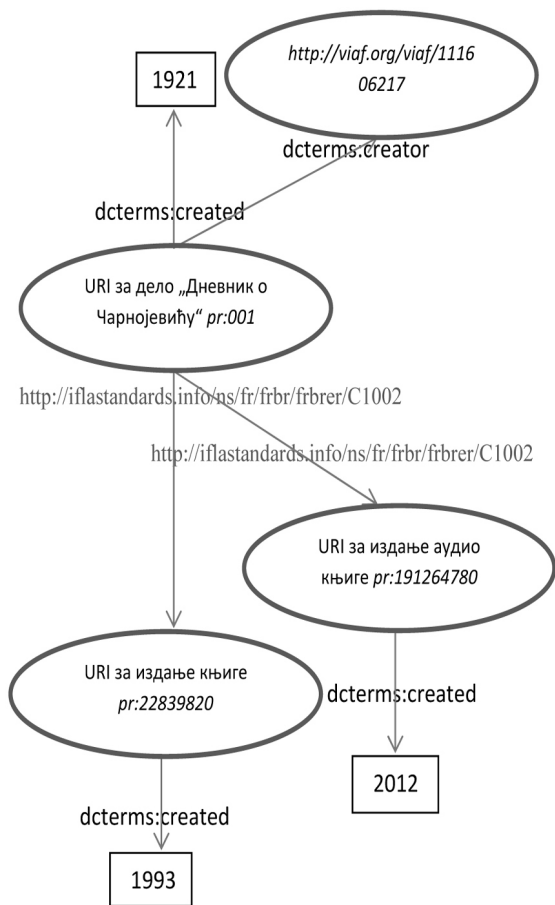 1921
http://viaf.org/viaf/1116
06217
dcterms:creator
dcterms:created
URI за дело „Дневник о
Чарнојевићу“ pr:001
http://iflastandards.info/ns/fr/frbr/frbrer/C1002
http://iflastandards.info/ns/fr/frbr/frbrer/C1002
URI за издање аудио
књиге pr:191264780
URI за издање књиге
pr:22839820
dcterms:created
2012
dcterms:created
1993